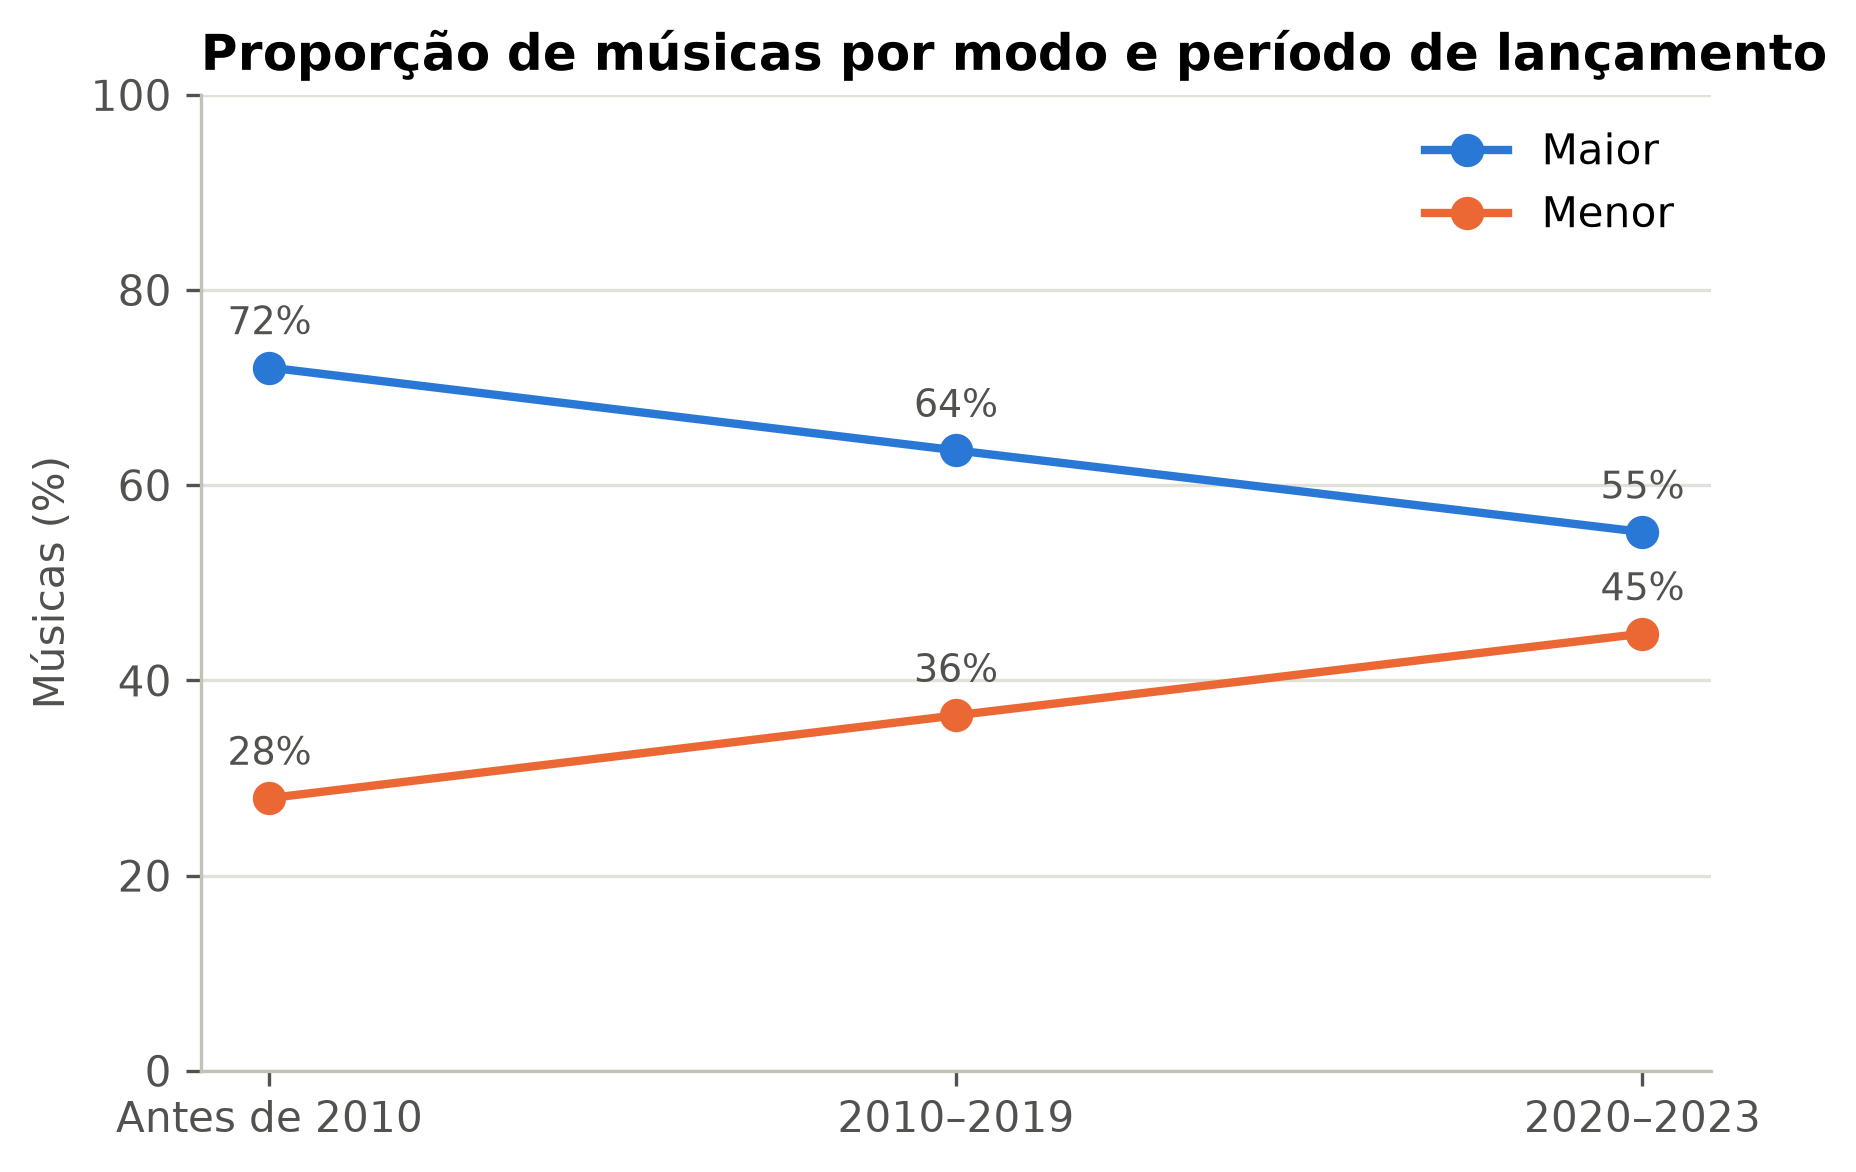 Proporção de músicas por modo e período de lançamento
100
80
60
40
20
0
Músicas (%)
Maior
Menor
72%
64%
55%
45%
36%
28%
Antes de 2010
2010–2019
2020–2023